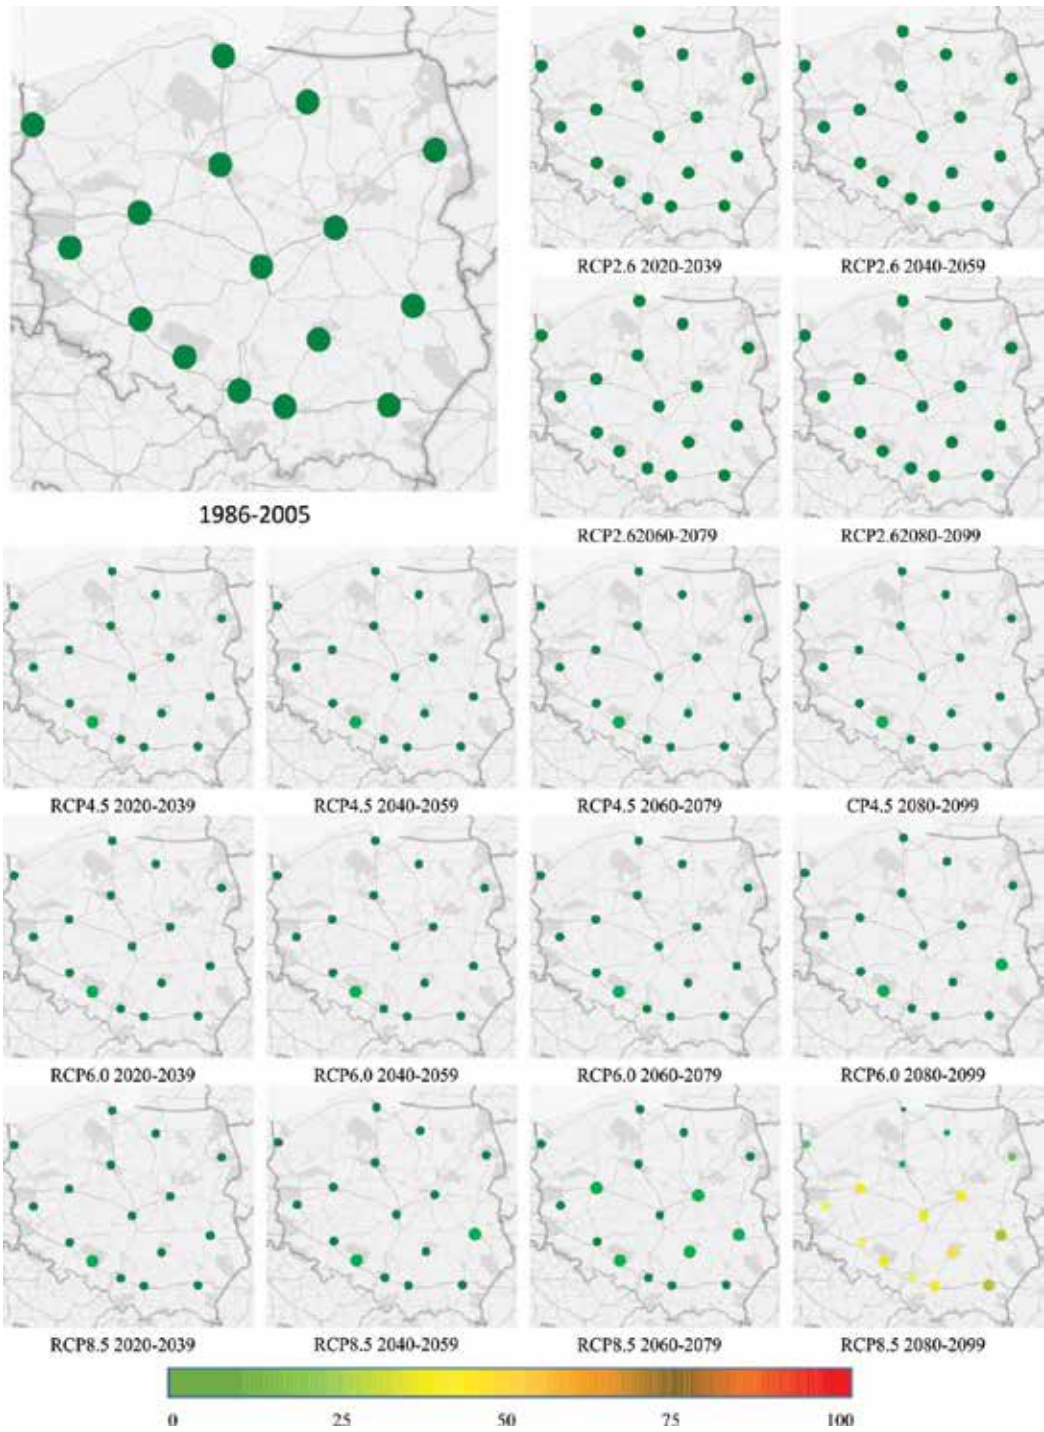 RCP2.6 2020-2039
RCP2.6 2040-2059
1986-2005
RCP2.62060-2079
RCP2.62080-2099
RCP4.5 2020-2039
RCP4.5 2040-2059
RCP4.5 2060-2079
CP4.5 2080-2099
RCP6.0 2020-2039
RCP6.0 2040-2059
RCP6.0 2060-2079
RCP6.0 2080-2099
RCP8.5 2020-2039
RCP8.5 2040-2059
RCP8.5 2060-2079
RCP8.5 2080-2099
0 25 50 75 100